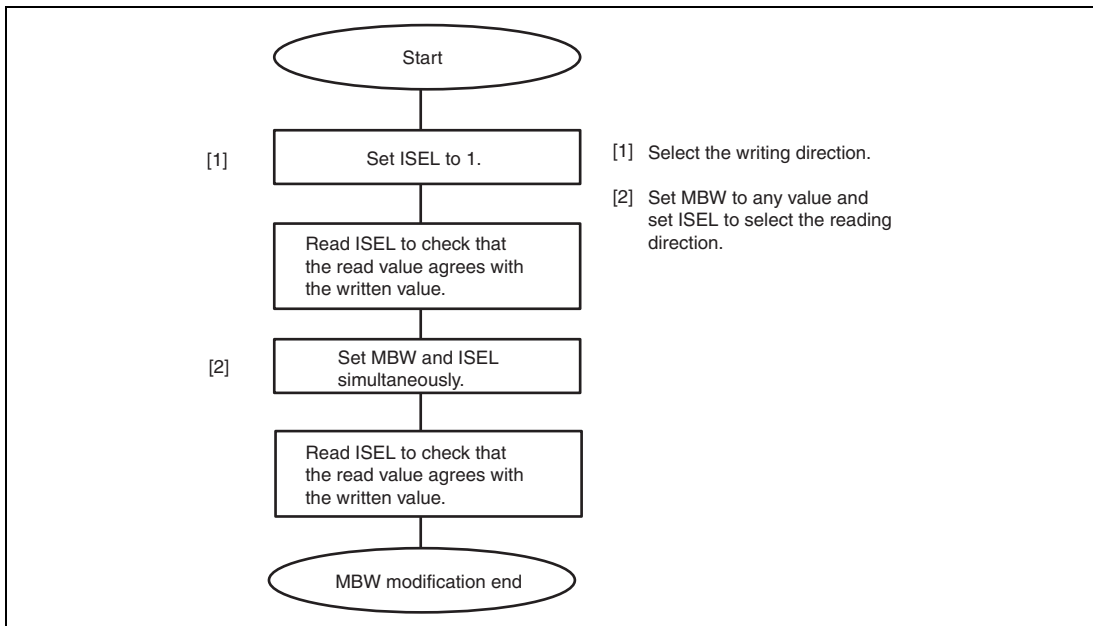 Start
[1]
Set ISEL to 1.
[1] Select the writing direction.
[2] Set MBW to any value and
set ISEL to select the reading
direction.
Read ISEL to check that
the read value agrees with
the written value.
[2]
Set MBW and ISEL
simultaneously.
Read ISEL to check that
the read value agrees with
the written value.
MBW modification end